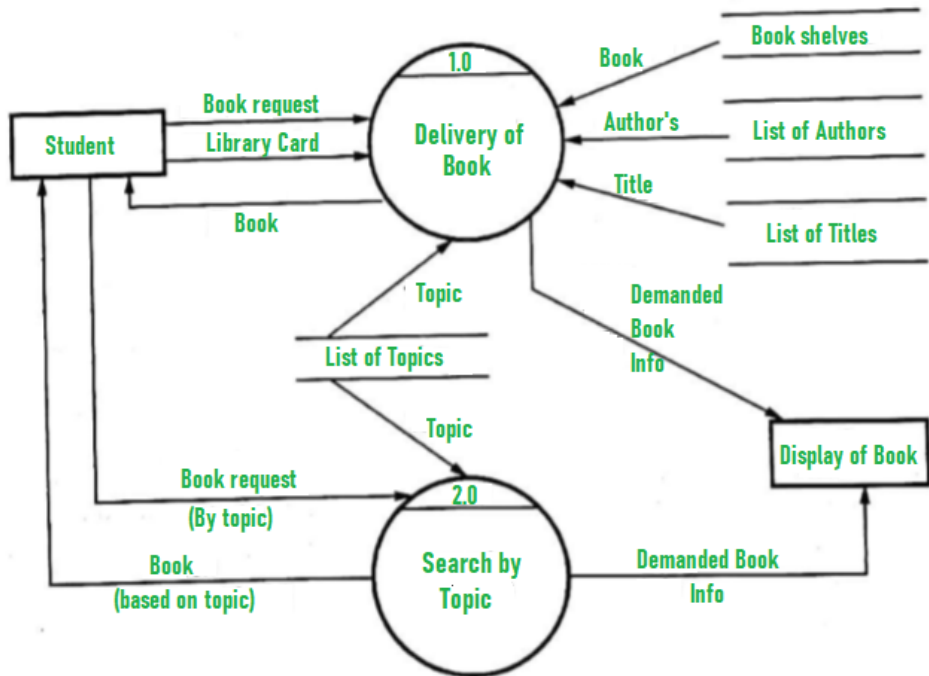 1.0
Book shelves
Book
Book request
Author's
List of Authors
Student
Library Card
Delivery of
Book
Title
Book
List of Titles
Topic
Demanded
Book
Info
List of Topics
Topic
Display of Book
Book request
(By topic)
2.0
Search by
Topic
Book
(based on topic)
Demanded Book
Info